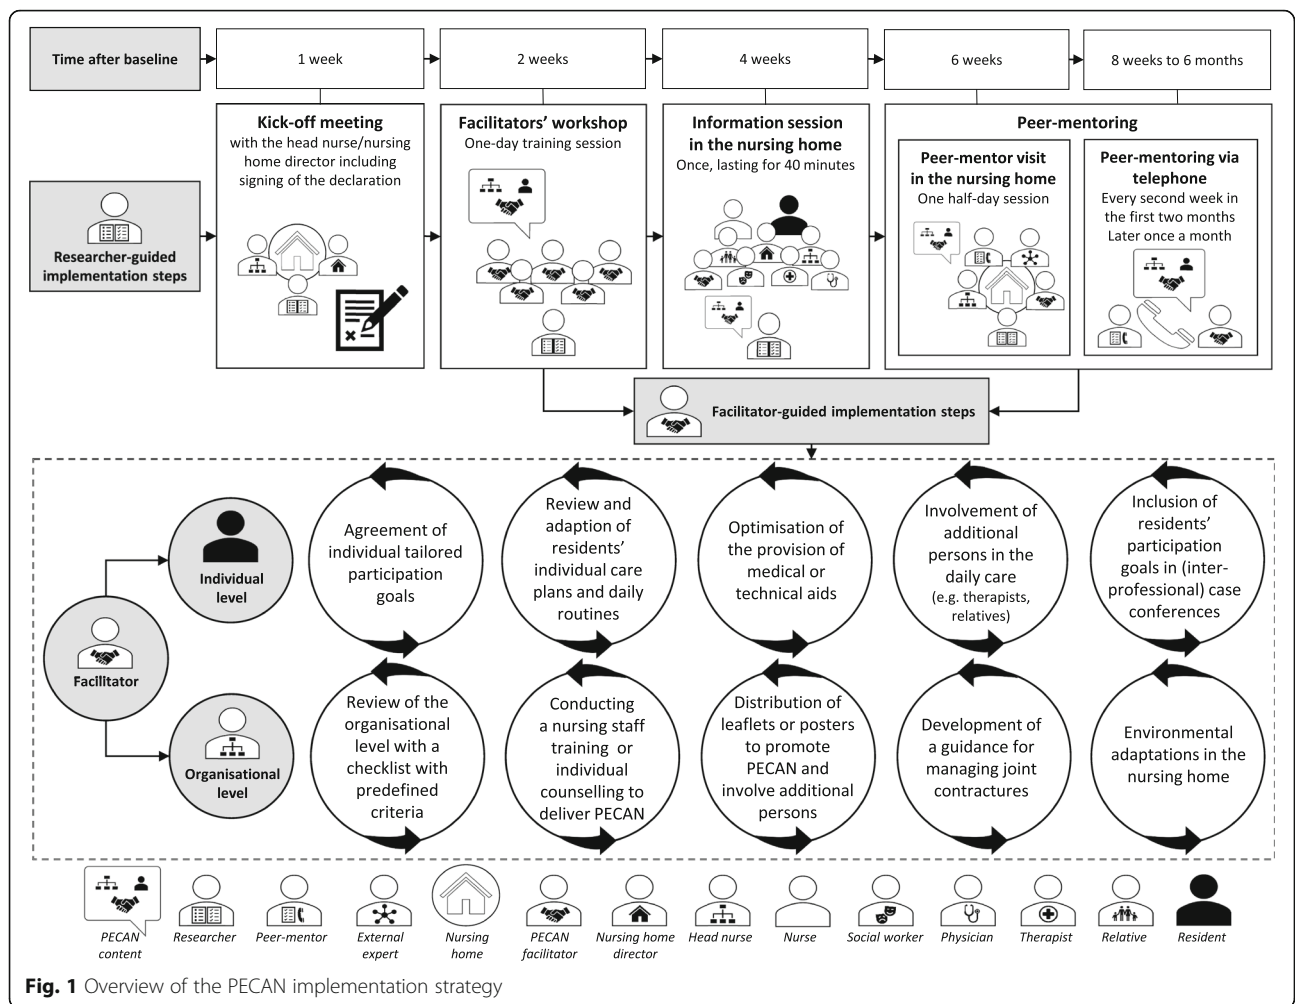 Time after baseline
1 week
2 weeks
4 weeks
6 weeks
8 weeks to 6 months
Researcher-guided
implementation steps
Kick-off meeting
with the head nurse/nursing
home director including
signing of the declaration
Facilitators' workshop
One-day training session
Information session
in the nursing home
Once, lasting for 40 minutes
Peer-mentoring
Peer-mentor visit
in the nursing home
One half-day session
Peer-mentoring via
telephone
Every second week in
the first two months
Later once a month
Facilitator-guided implementation steps
Facilitator
Individual
level
Agreement of
individual tailored
participation
goals
Review and
adaption of
residents'
individual care
plans and daily
routines
Optimisation of
the provision of
medical or
technical aids
Involvement of
additional
persons in the
daily care
(e.g. therapists,
relatives)
Inclusion of
residents'
participation
goals in (inter-
professional) case
conferences
Organisational
level
Review of the
organisational
level with a
checklist with
predefined
criteria
Conducting
a nursing staff
training or
individual
counselling to
deliver PECAN
Distribution of
leaflets or posters
to promote
PECAN and
involve additional
persons
Development of
a guidance for
managing joint
contractures
Environmental
adaptations in the
nursing home
PECAN
content
Researcher
Peer-mentor
External
expert
Nursing
home
PECAN
facilitator
Nursing home
director
Head nurse
Nurse
Social worker
Physician
Therapist
Relative
Resident
Fig. 1 Overview of the PECAN implementation strategy